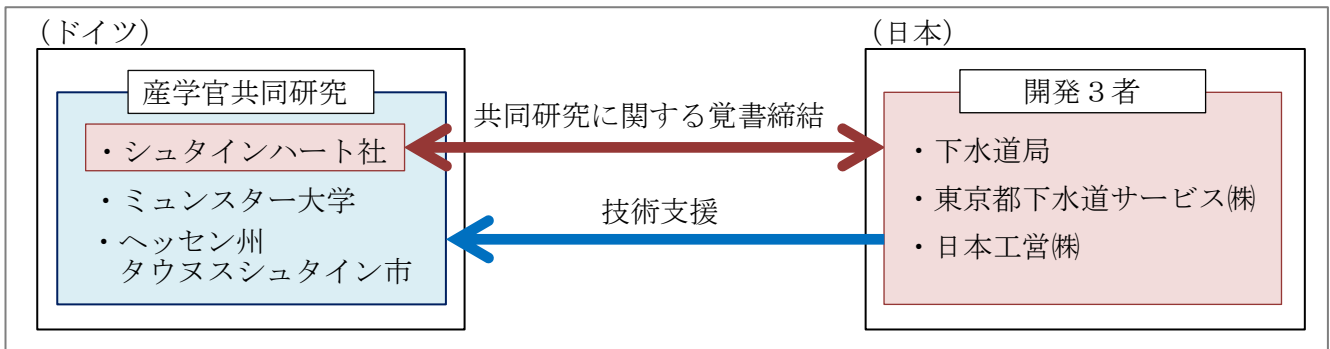 （ドイツ）
産学官共同研究
・シュタインハート社
・ミュンスター大学
・ヘッセン州
タウヌスシュタイン市
共同研究に関する覚書締結
技術支援
（日本）
開発３者
・下水道局
・東京都下水道サービス㈱
・日本工営㈱